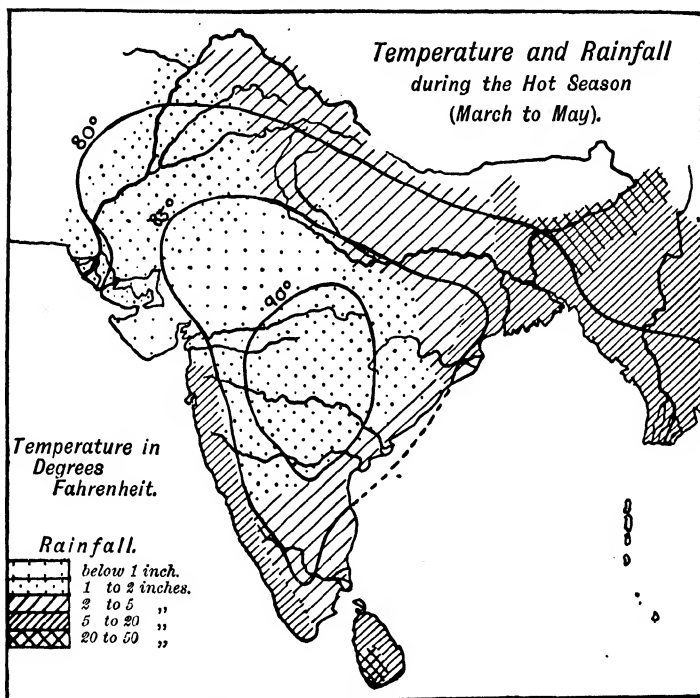 Temperature and Rainfall
during the Hot Season
(March to May).
80°
85°
90°
Temperature in
Degrees
Fahrenheit.
Rainfall.
below 1 inch.
1 to 2 inches.
2 to 5 „
5 to 20 „
20 to 50 „